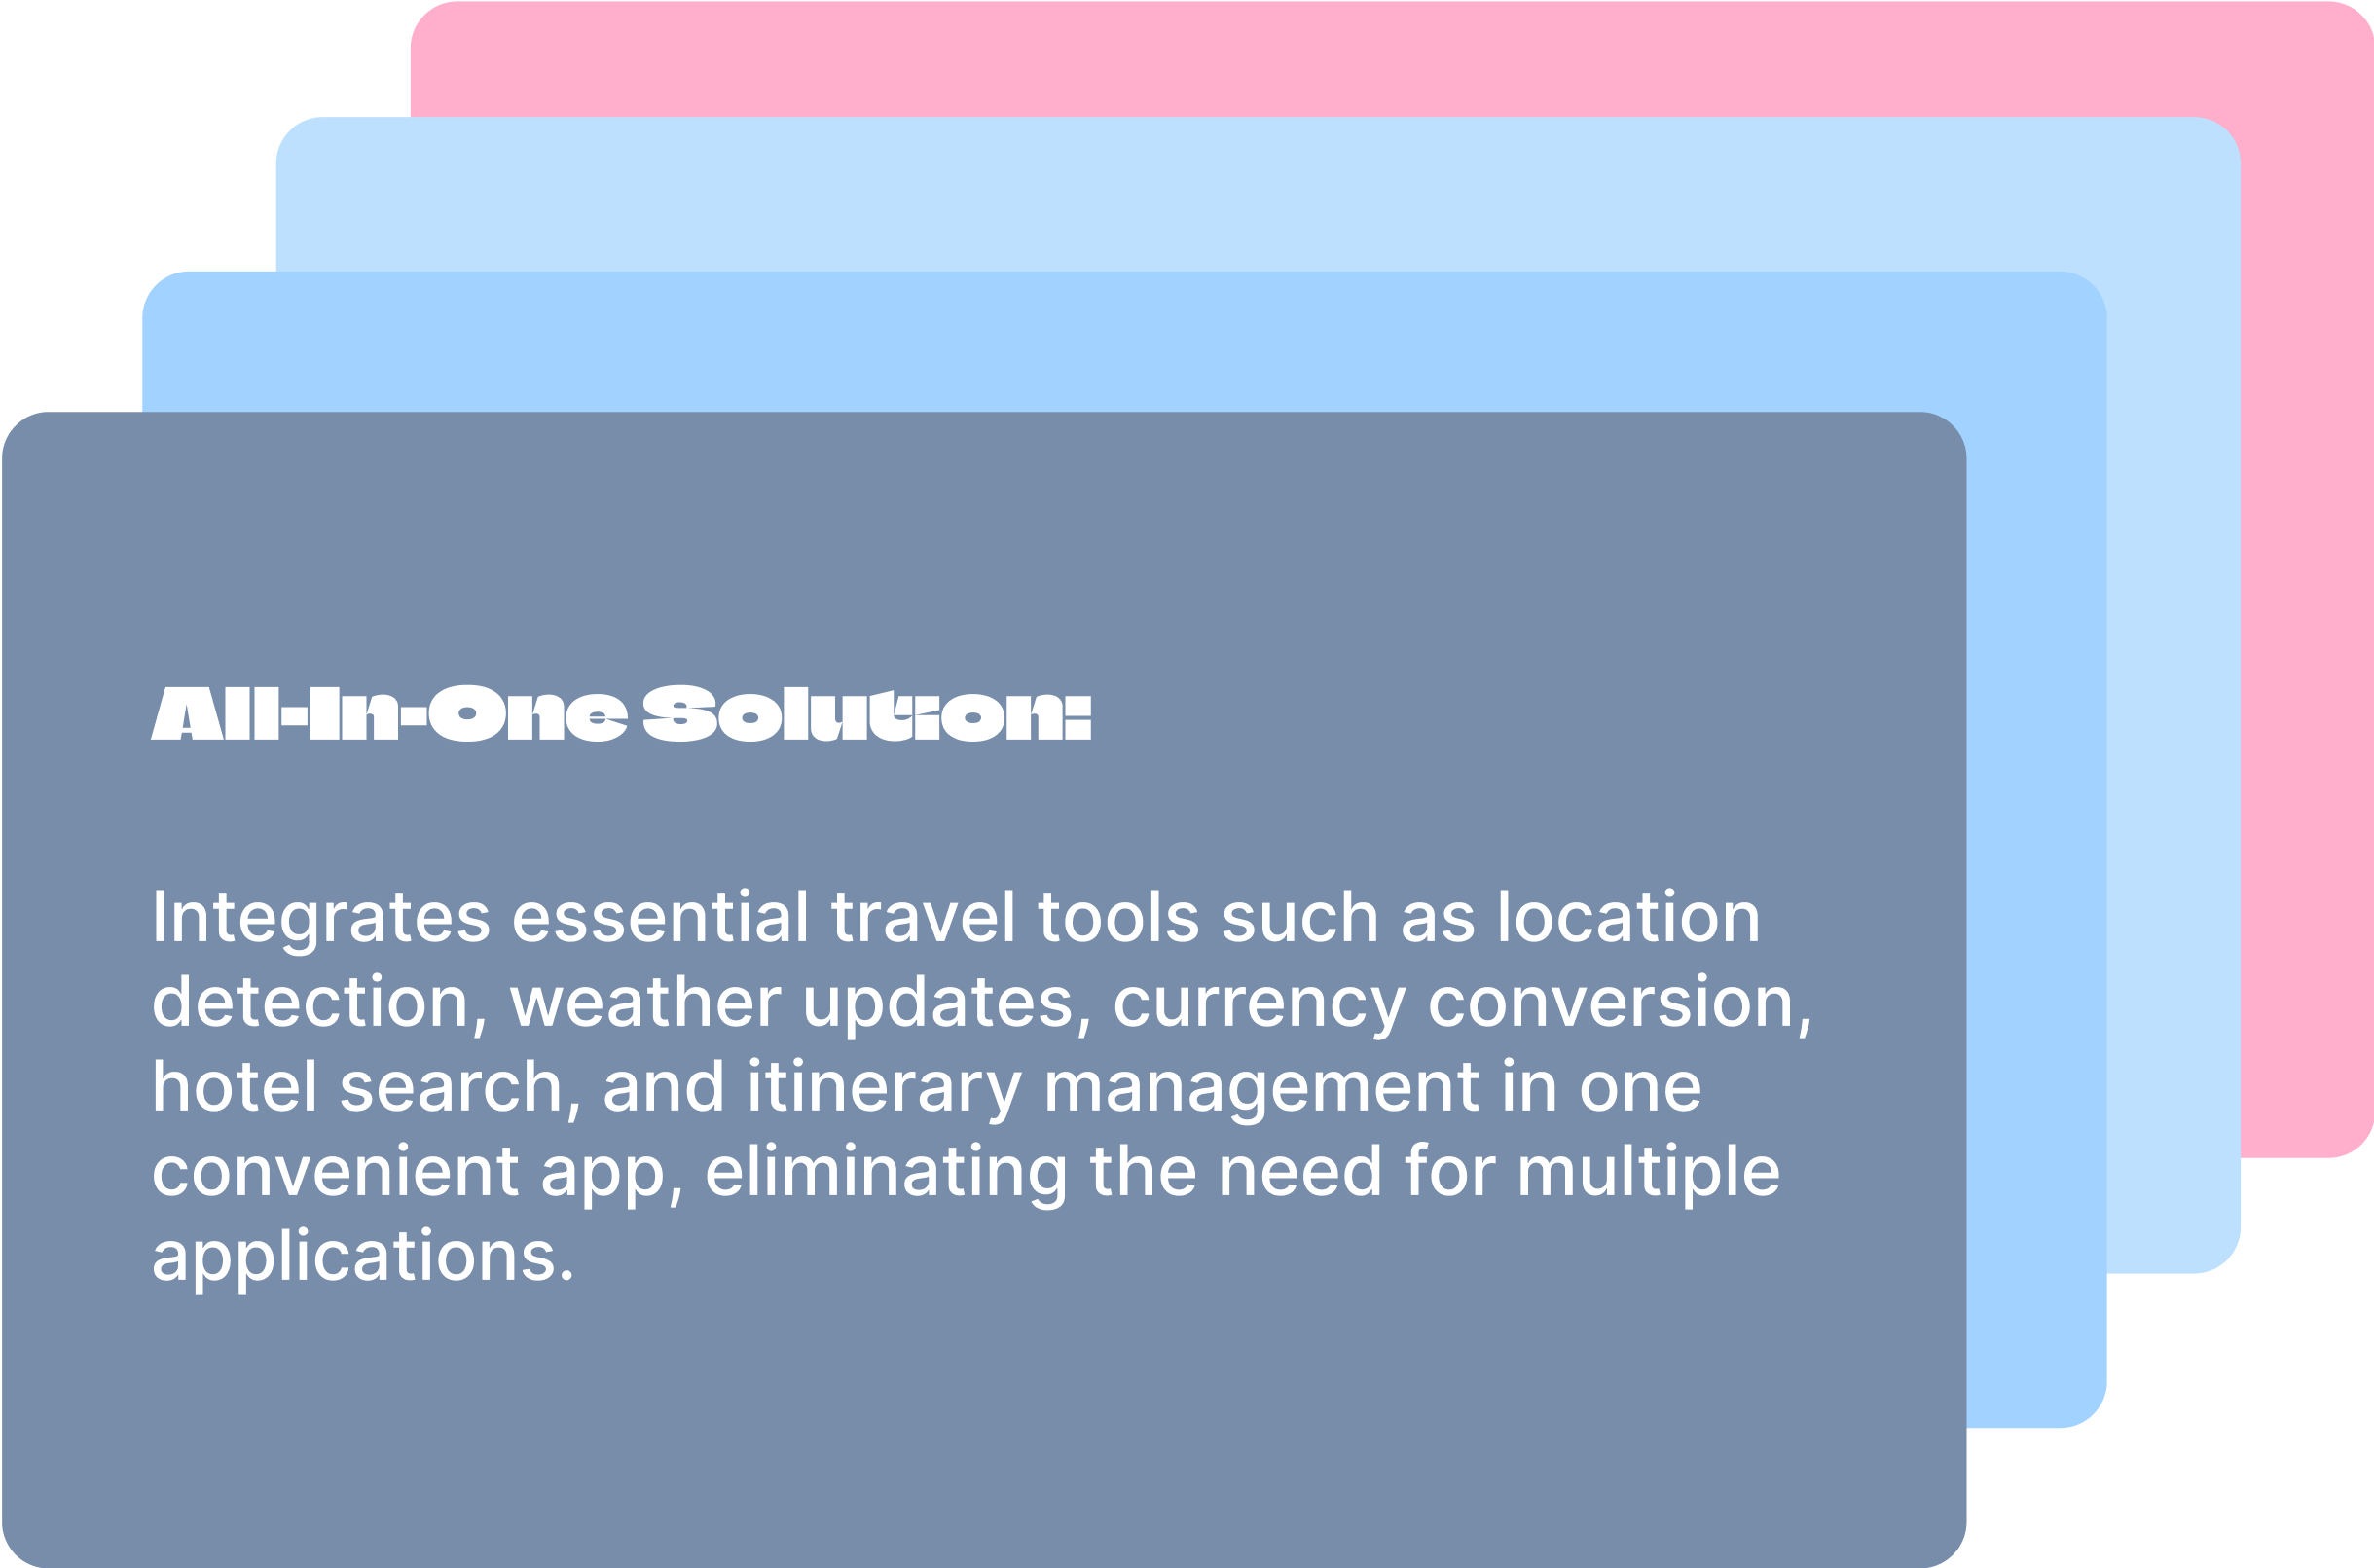 All-In-One Solution:
Integrates essential travel tools such as location
detection, weather updates, currency conversion,
hotel search, and itinerary management in one
convenient app, eliminating the need for multiple
applications.